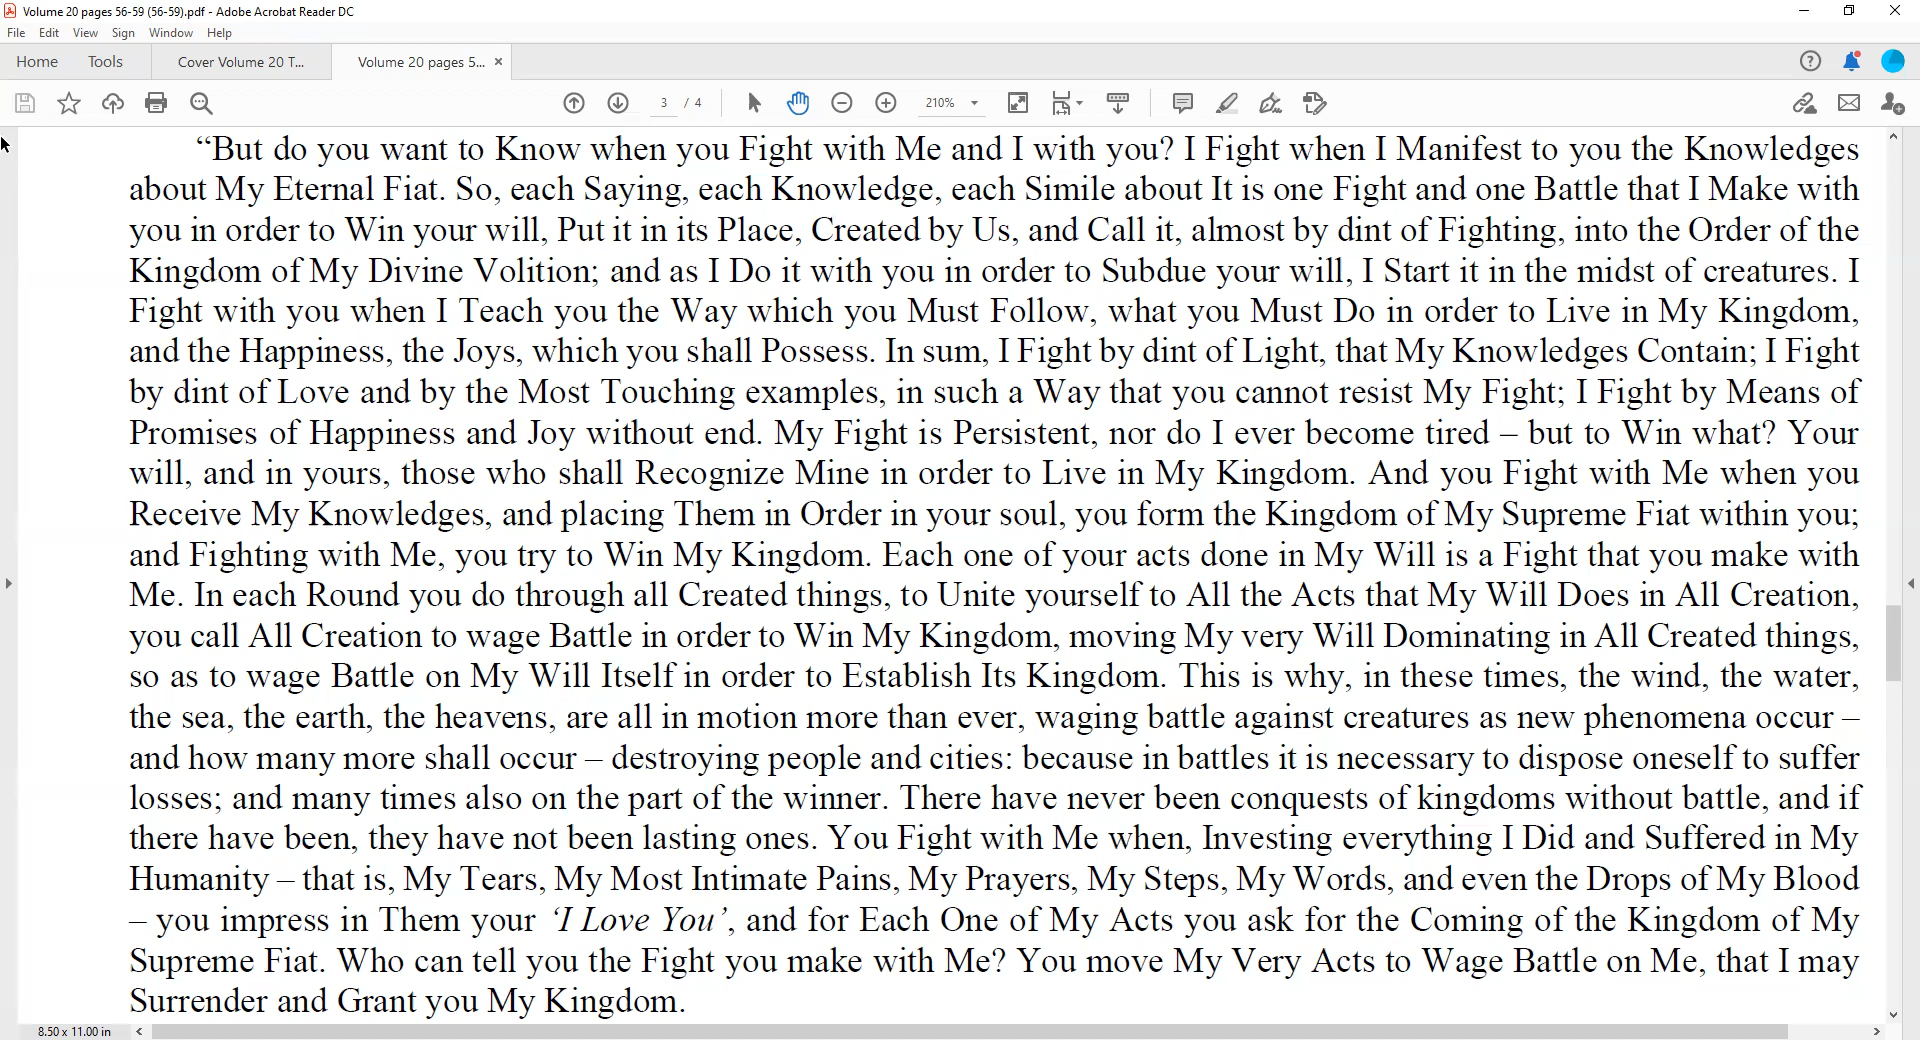 Volume 20 pages 56-59 (56-59).pdf - Adobe Acrobat Reader DC
File Edit View Sign Window Help
Home Tools Cover Volume 20 T... Volume 20 pages 5... ×
3 / 4 210%
“But do you want to Know when you Fight with Me and I with you? I Fight when I Manifest to you the Knowledges
about My Eternal Fiat. So, each Saying, each Knowledge, each Simile about It is one Fight and one Battle that I Make with
you in order to Win your will, Put it in its Place, Created by Us, and Call it, almost by dint of Fighting, into the Order of the
Kingdom of My Divine Volition; and as I Do it with you in order to Subdue your will, I Start it in the midst of creatures. I
Fight with you when I Teach you the Way which you Must Follow, what you Must Do in order to Live in My Kingdom,
and the Happiness, the Joys, which you shall Possess. In sum, I Fight by dint of Light, that My Knowledges Contain; I Fight
by dint of Love and by the Most Touching examples, in such a Way that you cannot resist My Fight; I Fight by Means of
Promises of Happiness and Joy without end. My Fight is Persistent, nor do I ever become tired – but to Win what? Your
will, and in yours, those who shall Recognize Mine in order to Live in My Kingdom. And you Fight with Me when you
Receive My Knowledges, and placing Them in Order in your soul, you form the Kingdom of My Supreme Fiat within you;
and Fighting with Me, you try to Win My Kingdom. Each one of your acts done in My Will is a Fight that you make with
Me. In each Round you do through all Created things, to Unite yourself to All the Acts that My Will Does in All Creation,
you call All Creation to wage Battle in order to Win My Kingdom, moving My very Will Dominating in All Created things,
so as to wage Battle on My Will Itself in order to Establish Its Kingdom. This is why, in these times, the wind, the water,
the sea, the earth, the heavens, are all in motion more than ever, waging battle against creatures as new phenomena occur –
and how many more shall occur – destroying people and cities: because in battles it is necessary to dispose oneself to suffer
losses; and many times also on the part of the winner. There have never been conquests of kingdoms without battle, and if
there have been, they have not been lasting ones. You Fight with Me when, Investing everything I Did and Suffered in My
Humanity – that is, My Tears, My Most Intimate Pains, My Prayers, My Steps, My Words, and even the Drops of My Blood
– you impress in Them your ‘I Love You’, and for Each One of My Acts you ask for the Coming of the Kingdom of My
Supreme Fiat. Who can tell you the Fight you make with Me? You move My Very Acts to Wage Battle on Me, that I may
Surrender and Grant you My Kingdom.
8.50 x 11.00 in